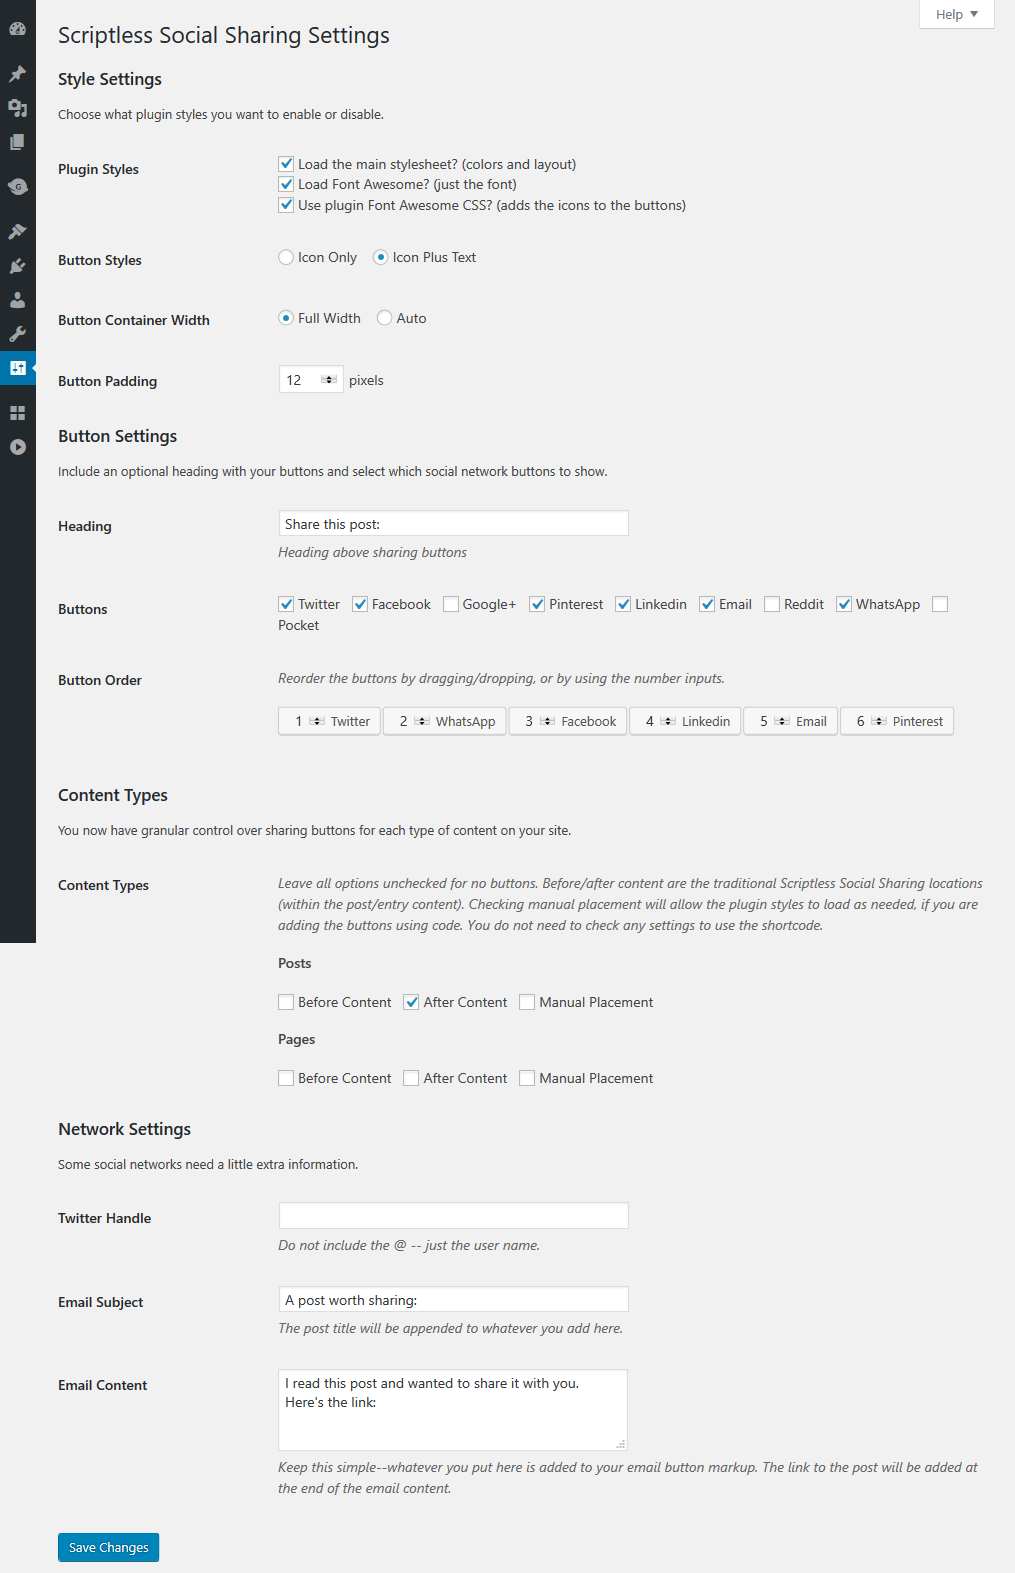 Help
Scriptless Social Sharing Settings
Style Settings
Choose what plugin styles you want to enable or disable.
Plugin Styles
Load the main stylesheet? (colors and layout)
Load Font Awesome? (just the font)
Use plugin Font Awesome CSS? (adds the icons to the buttons)
Button Styles
Icon Only Icon Plus Text
Button Container Width
Full Width Auto
Button Padding
12 pixels
Button Settings
Include an optional heading with your buttons and select which social network buttons to show.
Heading
Share this post:
Heading above sharing buttons
Buttons
Twitter Facebook Google+ Pinterest Linkedin Email Reddit WhatsApp
Pocket
Button Order
Reorder the buttons by dragging/dropping, or by using the number inputs.
1 Twitter 2 WhatsApp 3 Facebook 4 Linkedin 5 Email 6 Pinterest
Content Types
You now have granular control over sharing buttons for each type of content on your site.
Content Types
Leave all options unchecked for no buttons. Before/after content are the traditional Scriptless Social Sharing locations
(within the post/entry content). Checking manual placement will allow the plugin styles to load as needed, if you are
adding the buttons using code. You do not need to check any settings to use the shortcode.
Posts
Before Content After Content Manual Placement
Pages
Before Content After Content Manual Placement
Network Settings
Some social networks need a little extra information.
Twitter Handle
Do not include the @ -- just the user name.
Email Subject
A post worth sharing:
The post title will be appended to whatever you add here.
Email Content
I read this post and wanted to share it with you.
Here's the link:
Keep this simple--whatever you put here is added to your email button markup. The link to the post will be added at
the end of the email content.
Save Changes